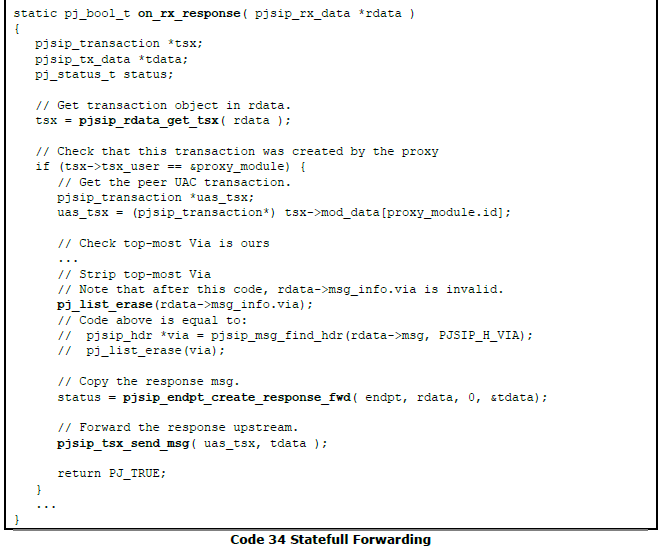 static pj_bool_t on_rx_response( pjsip_rx_data *rdata )
{
pjsip_transaction *tsx;
pjsip_tx_data *tdata;
pj_status_t status;
// Get transaction object in rdata.
tsx = pjsip_rdata_get_tsx( rdata );
// Check that this transaction was created by the proxy
if (tsx->tsx_user == &proxy_module) {
// Get the peer UAC transaction.
pjsip_transaction *uas_tsx;
uas_tsx = (pjsip_transaction*) tsx->mod_data[proxy_module.id];
// Check top-most Via is ours
...
// Strip top-most Via
// Note that after this code, rdata->msg_info.via is invalid.
pj_list_erase(rdata->msg_info.via);
// Code above is equal to:
// pjsip_hdr *via = pjsip_msg_find_hdr(rdata->msg, PJSIP_H_VIA);
// pj_list_erase(via);
// Copy the response msg.
status = pjsip_endpt_create_response_fwd( endpt, rdata, 0, &tdata);
// Forward the response upstream.
pjsip_tsx_send_msg( uas_tsx, tdata );
return PJ_TRUE;
}
...
}
Code 34 Statefull Forwarding